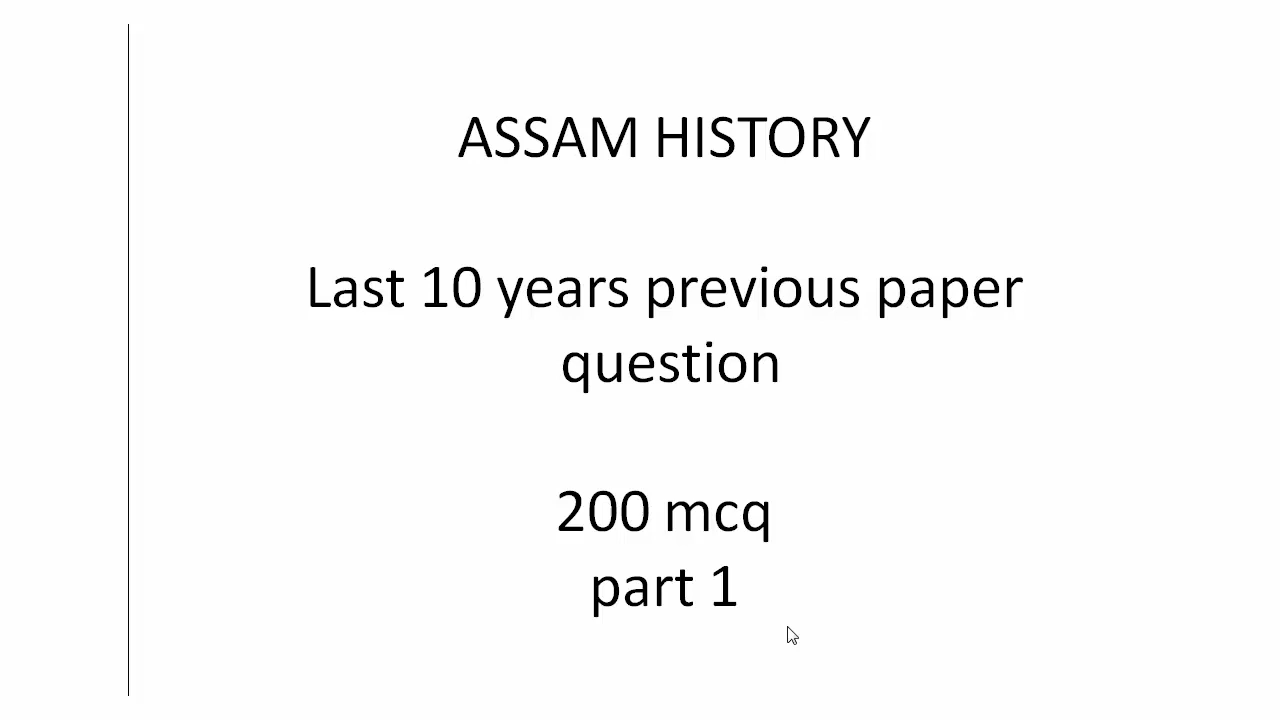 ASSAM HISTORY
Last 10 years previous paper
question
200 mcq
part 1